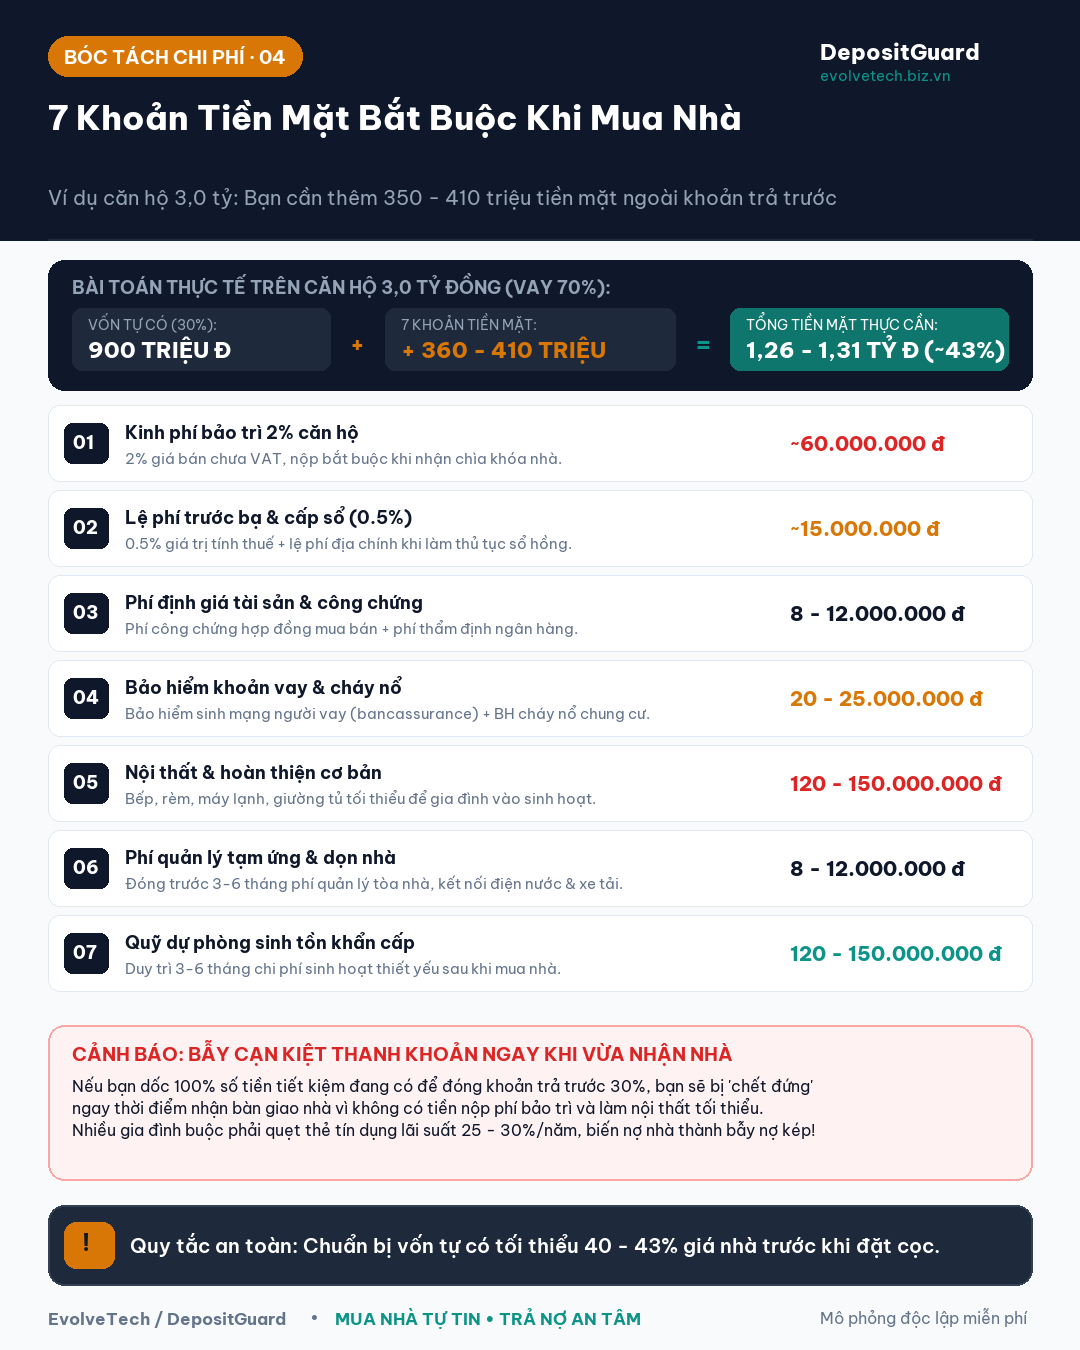 BÓC TÁCH CHI PHÍ · 04
DepositGuard
evolvetech.biz.vn
7 Khoản Tiền Mặt Bắt Buộc Khi Mua Nhà
Ví dụ căn hộ 3,0 tỷ: Bạn cần thêm 350 - 410 triệu tiền mặt ngoài khoản trả trước
BÀI TOÁN THỰC TẾ TRÊN CĂN HỘ 3,0 TỶ ĐỒNG (VAY 70%):
VỐN TỰ CÓ (30%):
900 TRIỆU Đ
+
7 KHOẢN TIỀN MẶT:
+ 360 - 410 TRIỆU
=
TỔNG TIỀN MẶT THỰC CẦN:
1,26 - 1,31 TỶ Đ (~43%)
01
Kinh phí bảo trì 2% căn hộ
2% giá bán chưa VAT, nộp bắt buộc khi nhận chìa khóa nhà.
~60.000.000 đ
02
Lệ phí trước bạ & cấp sổ (0.5%)
0.5% giá trị tính thuế + lệ phí địa chính khi làm thủ tục sổ hồng.
~15.000.000 đ
03
Phí định giá tài sản & công chứng
Phí công chứng hợp đồng mua bán + phí thẩm định ngân hàng.
8 - 12.000.000 đ
04
Bảo hiểm khoản vay & cháy nổ
Bảo hiểm sinh mạng người vay (bancassurance) + BH cháy nổ chung cư.
20 - 25.000.000 đ
05
Nội thất & hoàn thiện cơ bản
Bếp, rèm, máy lạnh, giường tủ tối thiểu để gia đình vào sinh hoạt.
120 - 150.000.000 đ
06
Phí quản lý tạm ứng & dọn nhà
Đóng trước 3-6 tháng phí quản lý tòa nhà, kết nối điện nước & xe tải.
8 - 12.000.000 đ
07
Quỹ dự phòng sinh tồn khẩn cấp
Duy trì 3-6 tháng chi phí sinh hoạt thiết yếu sau khi mua nhà.
120 - 150.000.000 đ
CẢNH BÁO: BẪY CẠN KIỆT THANH KHOẢN NGAY KHI VỪA NHẬN NHÀ
Nếu bạn dốc 100% số tiền tiết kiệm đang có để đóng khoản trả trước 30%, bạn sẽ bị 'chết đứng'
ngay thời điểm nhận bàn giao nhà vì không có tiền nộp phí bảo trì và làm nội thất tối thiểu.
Nhiều gia đình buộc phải quẹt thẻ tín dụng lãi suất 25 - 30%/năm, biến nợ nhà thành bẫy nợ kép!
!
Quy tắc an toàn: Chuẩn bị vốn tự có tối thiểu 40 - 43% giá nhà trước khi đặt cọc.
EvolveTech / DepositGuard • MUA NHÀ TỰ TIN • TRẢ NỢ AN TÂM
Mô phỏng độc lập miễn phí